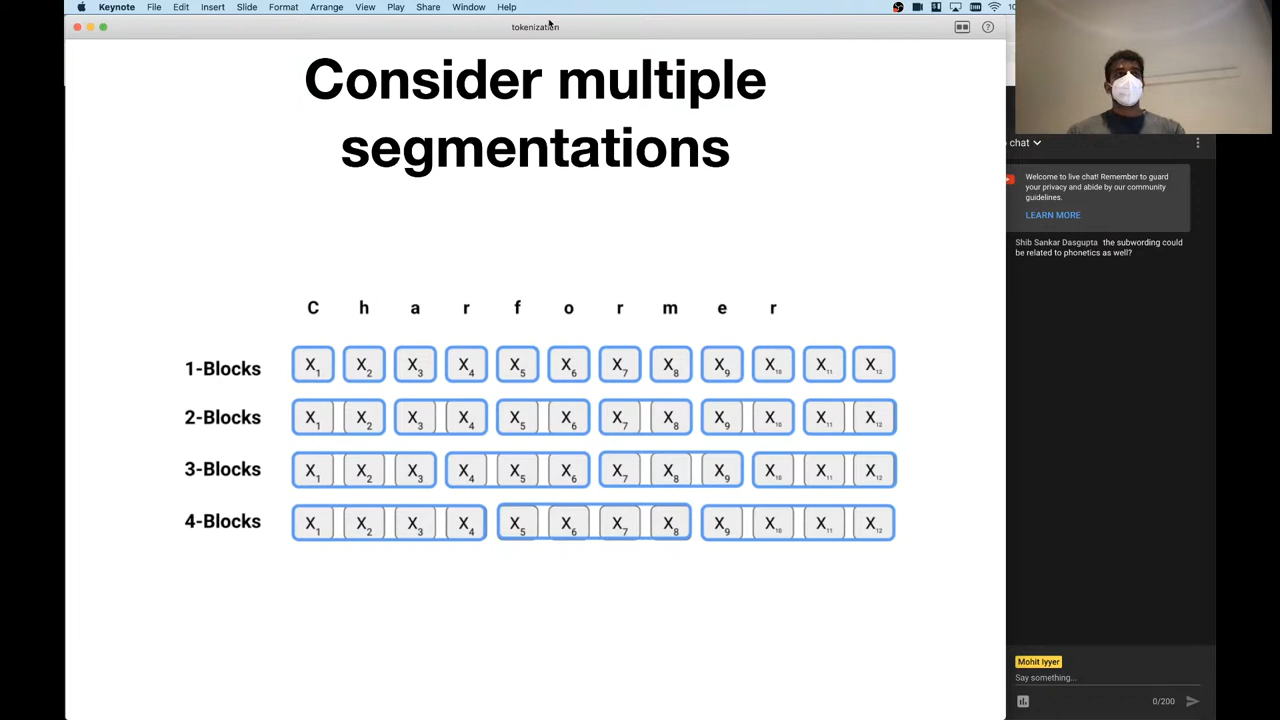 Keynote File Edit Insert Slide Format Arrange View Play Share Window Help
tokenization
Consider multiple
segmentations
C h a r f o r m e r
1-Blocks X1 X2 X3 X4 X5 X6 X7 X8 X9 X10 X11 X12
2-Blocks X1 X2 X3 X4 X5 X6 X7 X8 X9 X10 X11 X12
3-Blocks X1 X2 X3 X4 X5 X6 X7 X8 X9 X10 X11 X12
4-Blocks X1 X2 X3 X4 X5 X6 X7 X8 X9 X10 X11 X12
chat
Welcome to live chat! Remember to guard
your privacy and abide by our community
guidelines.
LEARN MORE
Shib Sankar Dasgupta the subwording could
be related to phonetics as well?
Mohit Iyyer
Say something...
0/200